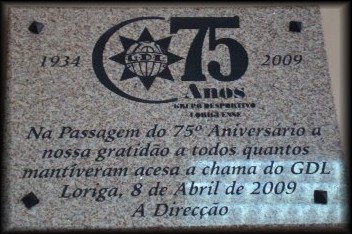 1934 GDL 75 2009
Anos
GRUPO DESPORTIVO
LORIGUENSE
Na Passagem do 75º Aniversário a
nossa gratidão a todos quantos
mantiveram acesa a chama do GDL
Loriga, 8 de Abril de 2009
A Direcção